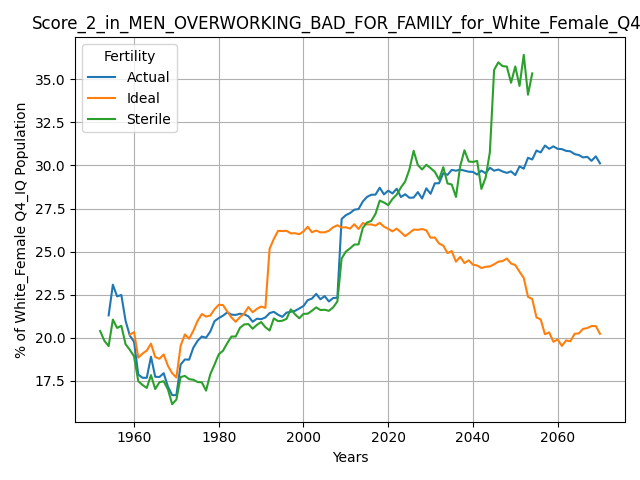 Score_2_in_MEN_OVERWORKING_BAD_FOR_FAMILY_for_White_Female_Q4
Fertility
Actual
Ideal
Sterile
% of White_Female Q4_IQ Population
35.0
32.5
30.0
27.5
25.0
22.5
20.0
17.5
1960
1980
2000
2020
2040
2060
Years